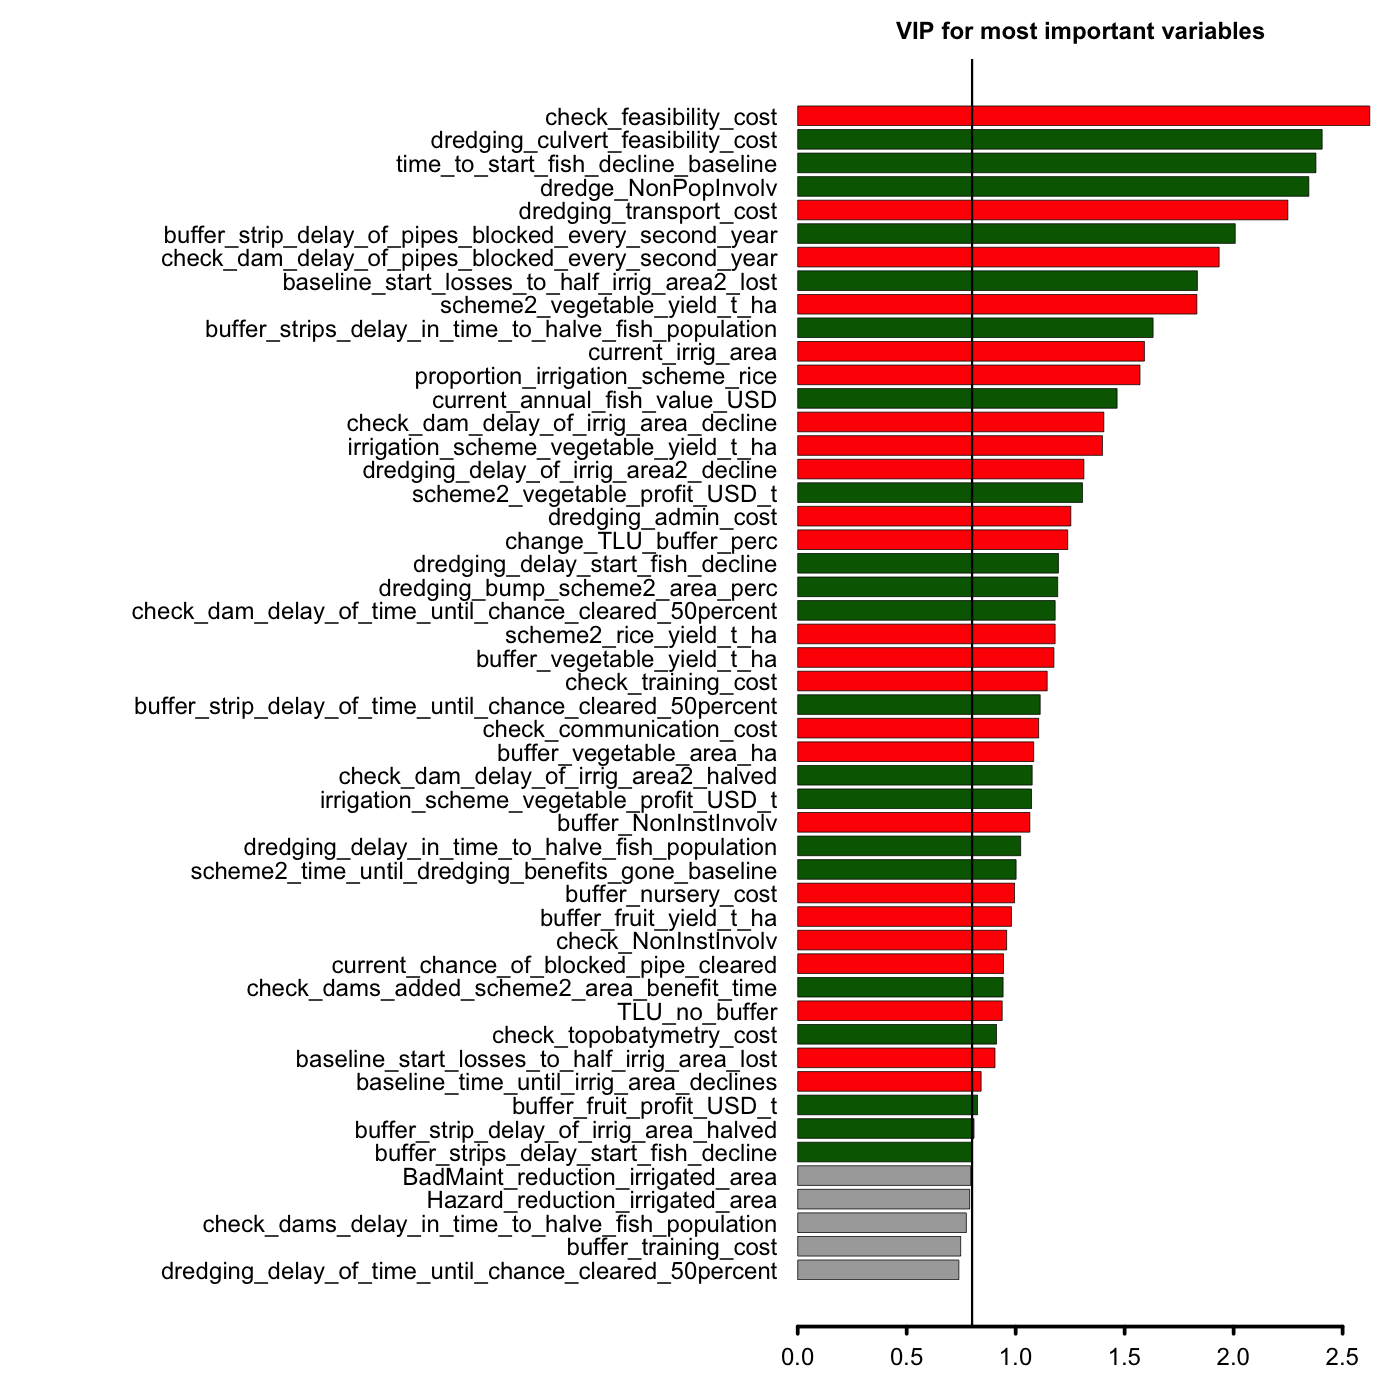 VIP for most important variables
check_feasibility_cost
dredging_culvert_feasibility_cost
time_to_start_fish_decline_baseline
dredge_NonPopInvolv
dredging_transport_cost
buffer_strip_delay_of_pipes_blocked_every_second_year
check_dam_delay_of_pipes_blocked_every_second_year
baseline_start_losses_to_half_irrig_area2_lost
scheme2_vegetable_yield_t_ha
buffer_strips_delay_in_time_to_halve_fish_population
current_irrig_area
proportion_irrigation_scheme_rice
current_annual_fish_value_USD
check_dam_delay_of_irrig_area_decline
irrigation_scheme_vegetable_yield_t_ha
dredging_delay_of_irrig_area2_decline
scheme2_vegetable_profit_USD_t
dredging_admin_cost
change_TLU_buffer_perc
dredging_delay_start_fish_decline
dredging_bump_scheme2_area_perc
check_dam_delay_of_time_until_chance_cleared_50percent
scheme2_rice_yield_t_ha
buffer_vegetable_yield_t_ha
check_training_cost
buffer_strip_delay_of_time_until_chance_cleared_50percent
check_communication_cost
buffer_vegetable_area_ha
check_dam_delay_of_irrig_area2_halved
irrigation_scheme_vegetable_profit_USD_t
buffer_NonInstInvolv
dredging_delay_in_time_to_halve_fish_population
scheme2_time_until_dredging_benefits_gone_baseline
buffer_nursery_cost
buffer_fruit_yield_t_ha
check_NonInstInvolv
current_chance_of_blocked_pipe_cleared
check_dams_added_scheme2_area_benefit_time
TLU_no_buffer
check_topobatymetry_cost
baseline_start_losses_to_half_irrig_area_lost
baseline_time_until_irrig_area_declines
buffer_fruit_profit_USD_t
buffer_strip_delay_of_irrig_area_halved
buffer_strips_delay_start_fish_decline
BadMaint_reduction_irrigated_area
Hazard_reduction_irrigated_area
check_dams_delay_in_time_to_halve_fish_population
buffer_training_cost
dredging_delay_of_time_until_chance_cleared_50percent
0.0 0.5 1.0 1.5 2.0 2.5